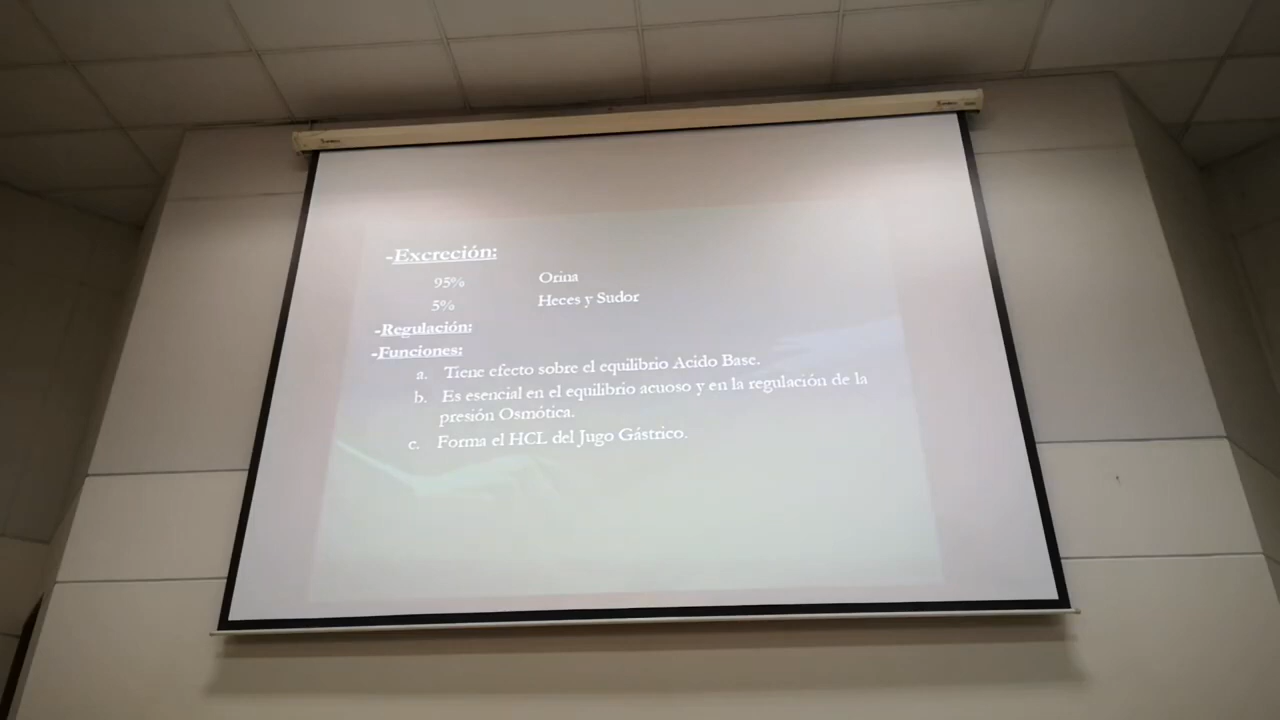 -Excreción:
95% Orina
5% Heces y Sudor
-Regulación:
-Funciones:
a. Tiene efecto sobre el equilibrio Acido Base.
b. Es esencial en el equilibrio acuoso y en la regulación de la
presión Osmótica.
c. Forma el HCL del Jugo Gástrico.